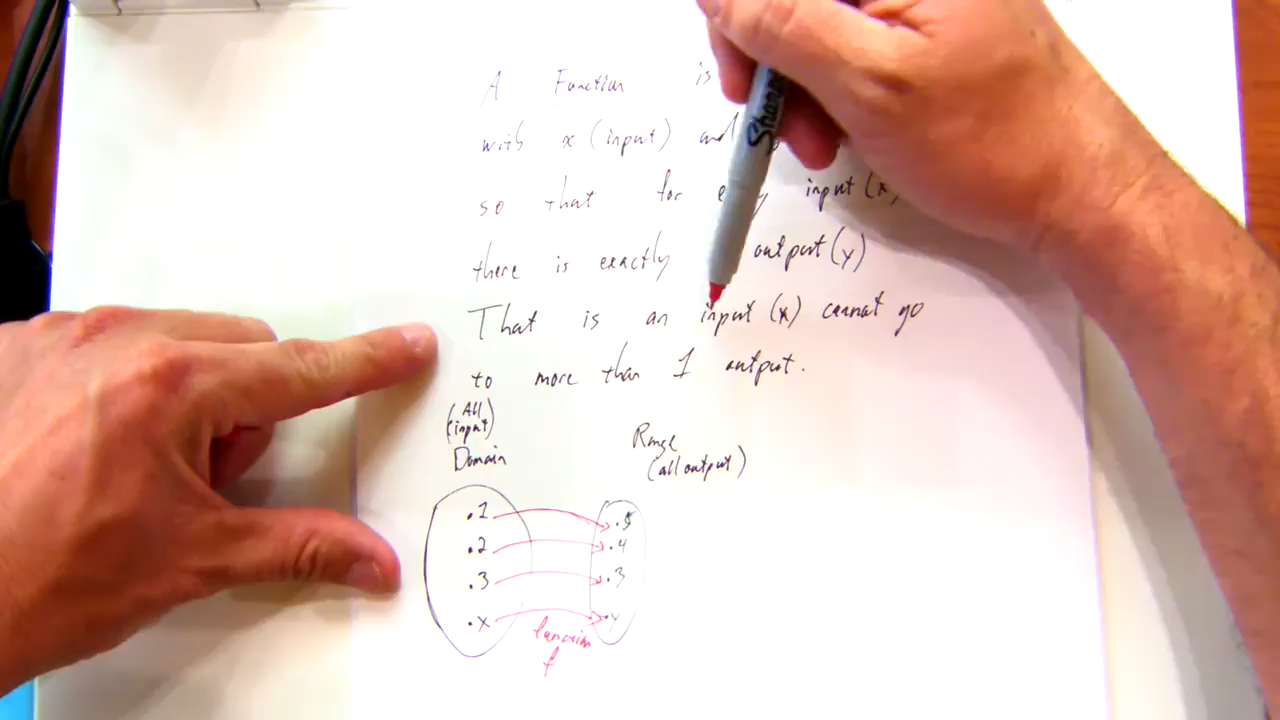 A Function is
with x (input) and
so that for input (x)
there is exactly output (y)
That is an input (x) cannot go
to more than 1 output.
(All
input)
Domain
Range
(all output)
.1
.2
.3
.x
.5
.4
.3
.y
function
f
Sharpie